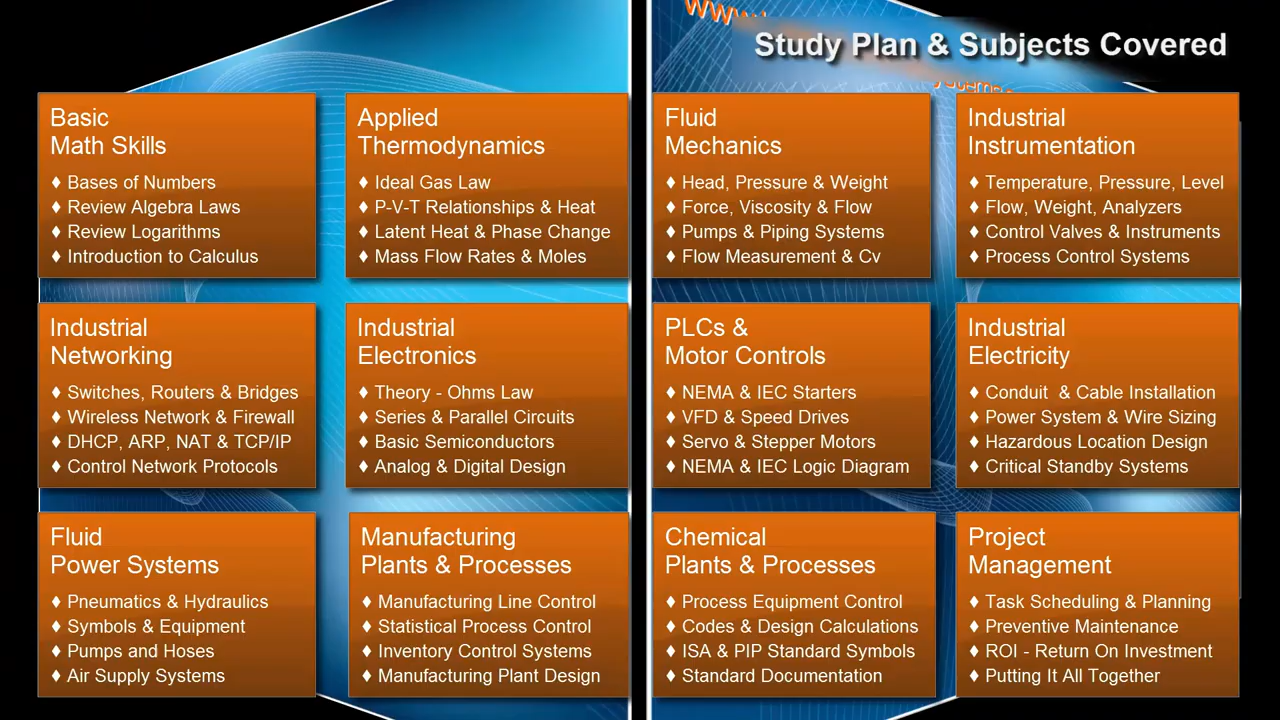 www.
Study Plan & Subjects Covered
Basic
Math Skills
♦ Bases of Numbers
♦ Review Algebra Laws
♦ Review Logarithms
♦ Introduction to Calculus
Applied
Thermodynamics
♦ Ideal Gas Law
♦ P-V-T Relationships & Heat
♦ Latent Heat & Phase Change
♦ Mass Flow Rates & Moles
Fluid
Mechanics
♦ Head, Pressure & Weight
♦ Force, Viscosity & Flow
♦ Pumps & Piping Systems
♦ Flow Measurement & Cv
Industrial
Instrumentation
♦ Temperature, Pressure, Level
♦ Flow, Weight, Analyzers
♦ Control Valves & Instruments
♦ Process Control Systems
Industrial
Networking
♦ Switches, Routers & Bridges
♦ Wireless Network & Firewall
♦ DHCP, ARP, NAT & TCP/IP
♦ Control Network Protocols
Industrial
Electronics
♦ Theory - Ohms Law
♦ Series & Parallel Circuits
♦ Basic Semiconductors
♦ Analog & Digital Design
PLCs &
Motor Controls
♦ NEMA & IEC Starters
♦ VFD & Speed Drives
♦ Servo & Stepper Motors
♦ NEMA & IEC Logic Diagram
Industrial
Electricity
♦ Conduit & Cable Installation
♦ Power System & Wire Sizing
♦ Hazardous Location Design
♦ Critical Standby Systems
Fluid
Power Systems
♦ Pneumatics & Hydraulics
♦ Symbols & Equipment
♦ Pumps and Hoses
♦ Air Supply Systems
Manufacturing
Plants & Processes
♦ Manufacturing Line Control
♦ Statistical Process Control
♦ Inventory Control Systems
♦ Manufacturing Plant Design
Chemical
Plants & Processes
♦ Process Equipment Control
♦ Codes & Design Calculations
♦ ISA & PIP Standard Symbols
♦ Standard Documentation
Project
Management
♦ Task Scheduling & Planning
♦ Preventive Maintenance
♦ ROI - Return On Investment
♦ Putting It All Together